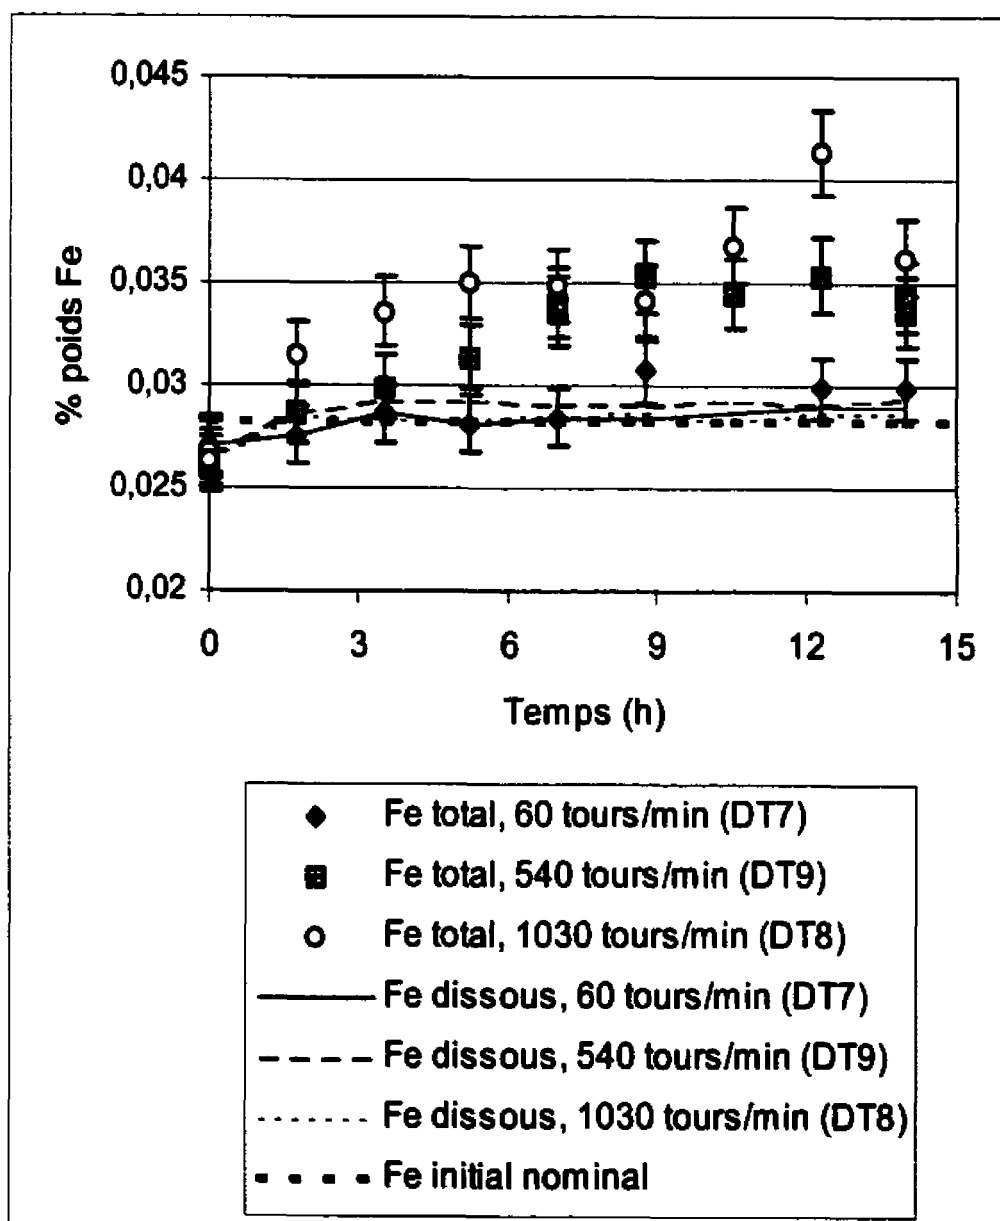 0,045
0,04
0,035
0,03
0,025
0,02
% poids Fe
0 3 6 9 12 15
Temps (h)
Fe total, 60 tours/min (DT7)
Fe total, 540 tours/min (DT9)
Fe total, 1030 tours/min (DT8)
Fe dissous, 60 tours/min (DT7)
Fe dissous, 540 tours/min (DT9)
Fe dissous, 1030 tours/min (DT8)
Fe initial nominal